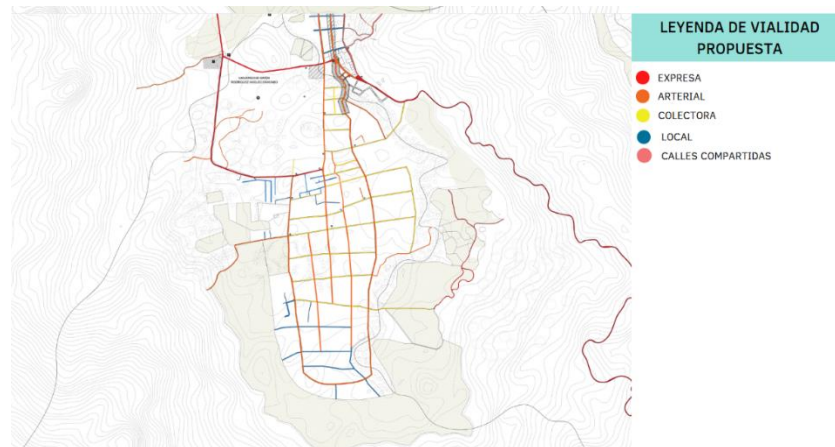 LEYENDA DE VIALIDAD
PROPUESTA
EXPRESA
ARTERIAL
COLECTORA
LOCAL
CALLES COMPARTIDAS